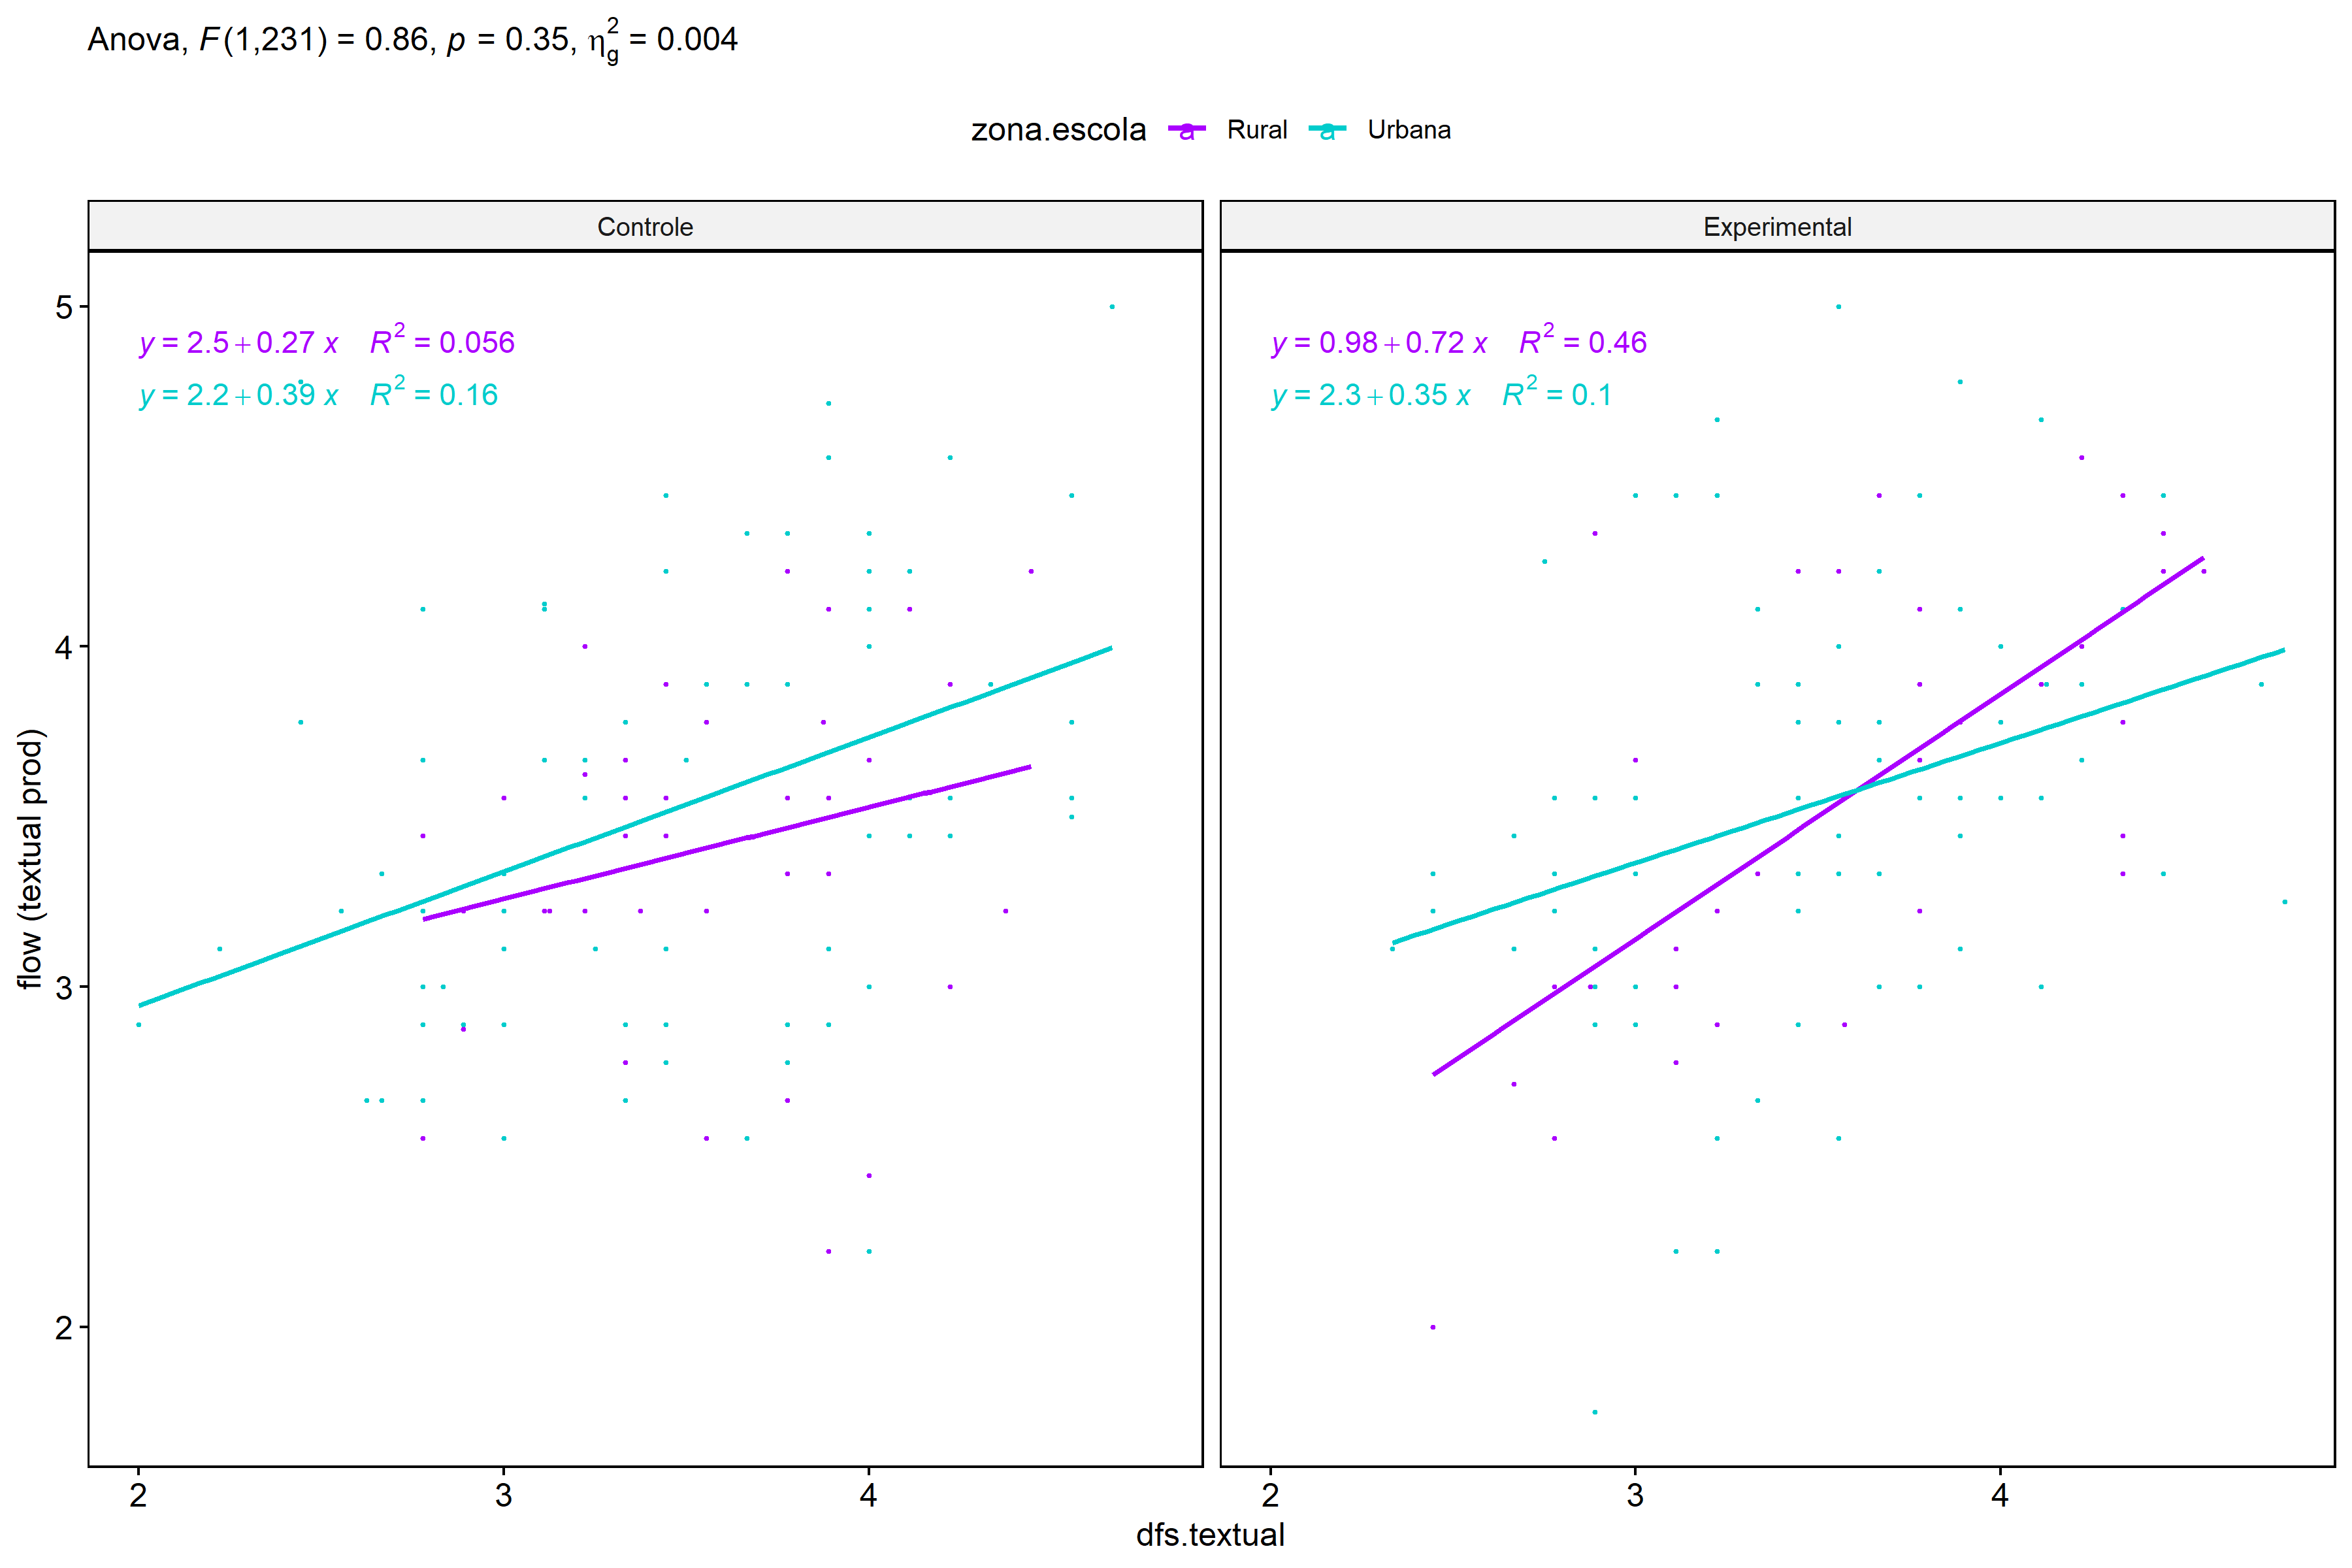 Anova, F(1,231) = 0.86, p = 0.35, η²g = 0.004
zona.escola a Rural a Urbana
Controle
Experimental
y = 2.5 + 0.27 x R² = 0.056
y = 2.2 + 0.39 x R² = 0.16
y = 0.98 + 0.72 x R² = 0.46
y = 2.3 + 0.35 x R² = 0.1
flow (textual prod)
5
4
3
2
2 3 4
2 3 4
dfs.textual